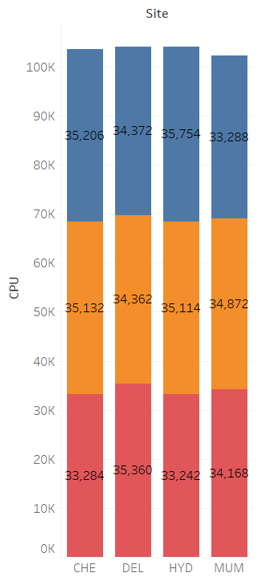 Site
100K
90K
80K
70K
60K
50K
40K
30K
20K
10K
0K
CPU
35,206 34,372 35,754 33,288
35,132 34,362 35,114 34,872
33,284 35,360 33,242 34,168
CHE DEL HYD MUM